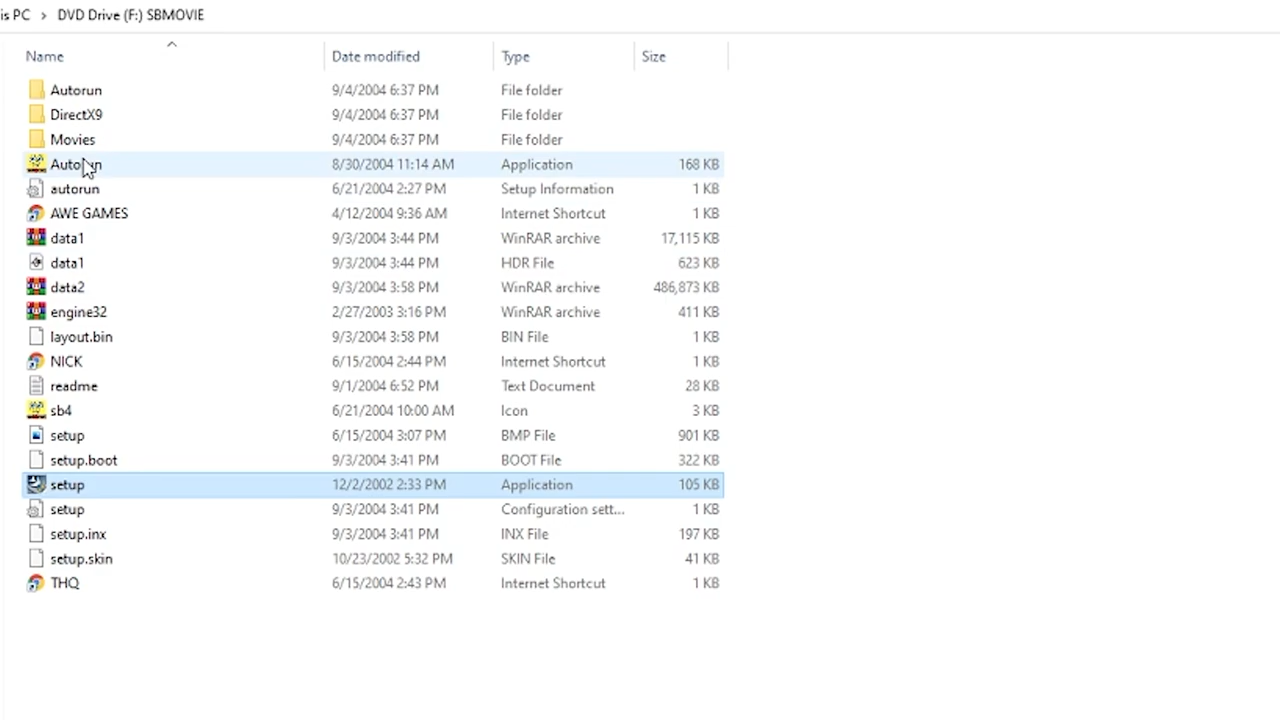 is PC > DVD Drive (F:) SBMOVIE
Name Date modified Type Size
Autorun 9/4/2004 6:37 PM File folder
DirectX9 9/4/2004 6:37 PM File folder
Movies 9/4/2004 6:37 PM File folder
Autorun 8/30/2004 11:14 AM Application 168 KB
autorun 6/21/2004 2:27 PM Setup Information 1 KB
AWE GAMES 4/12/2004 9:36 AM Internet Shortcut 1 KB
data1 9/3/2004 3:44 PM WinRAR archive 17,115 KB
data1 9/3/2004 3:44 PM HDR File 623 KB
data2 9/3/2004 3:58 PM WinRAR archive 486,873 KB
engine32 2/27/2003 3:16 PM WinRAR archive 411 KB
layout.bin 9/3/2004 3:58 PM BIN File 1 KB
NICK 6/15/2004 2:44 PM Internet Shortcut 1 KB
readme 9/1/2004 6:52 PM Text Document 28 KB
sb4 6/21/2004 10:00 AM Icon 3 KB
setup 6/15/2004 3:07 PM BMP File 901 KB
setup.boot 9/3/2004 3:41 PM BOOT File 322 KB
setup 12/2/2002 2:33 PM Application 105 KB
setup 9/3/2004 3:41 PM Configuration sett... 1 KB
setup.inx 9/3/2004 3:41 PM INX File 197 KB
setup.skin 10/23/2002 5:32 PM SKIN File 41 KB
THQ 6/15/2004 2:43 PM Internet Shortcut 1 KB